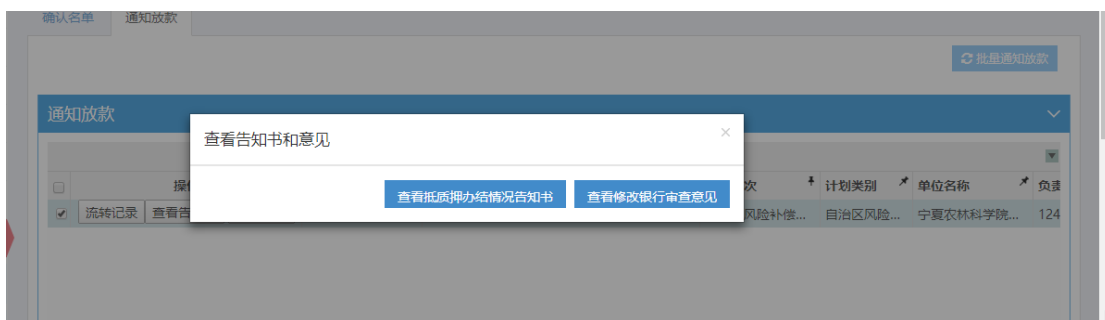 确认名单 通知放款
批量通知放款
通知放款
查看告知书和意见 ×
查看抵质押办结情况告知书 查看修改银行审查意见
次 计划类别 单位名称
流转记录 查看告 风险补偿... 自治区风险... 宁夏农林科学院... 124